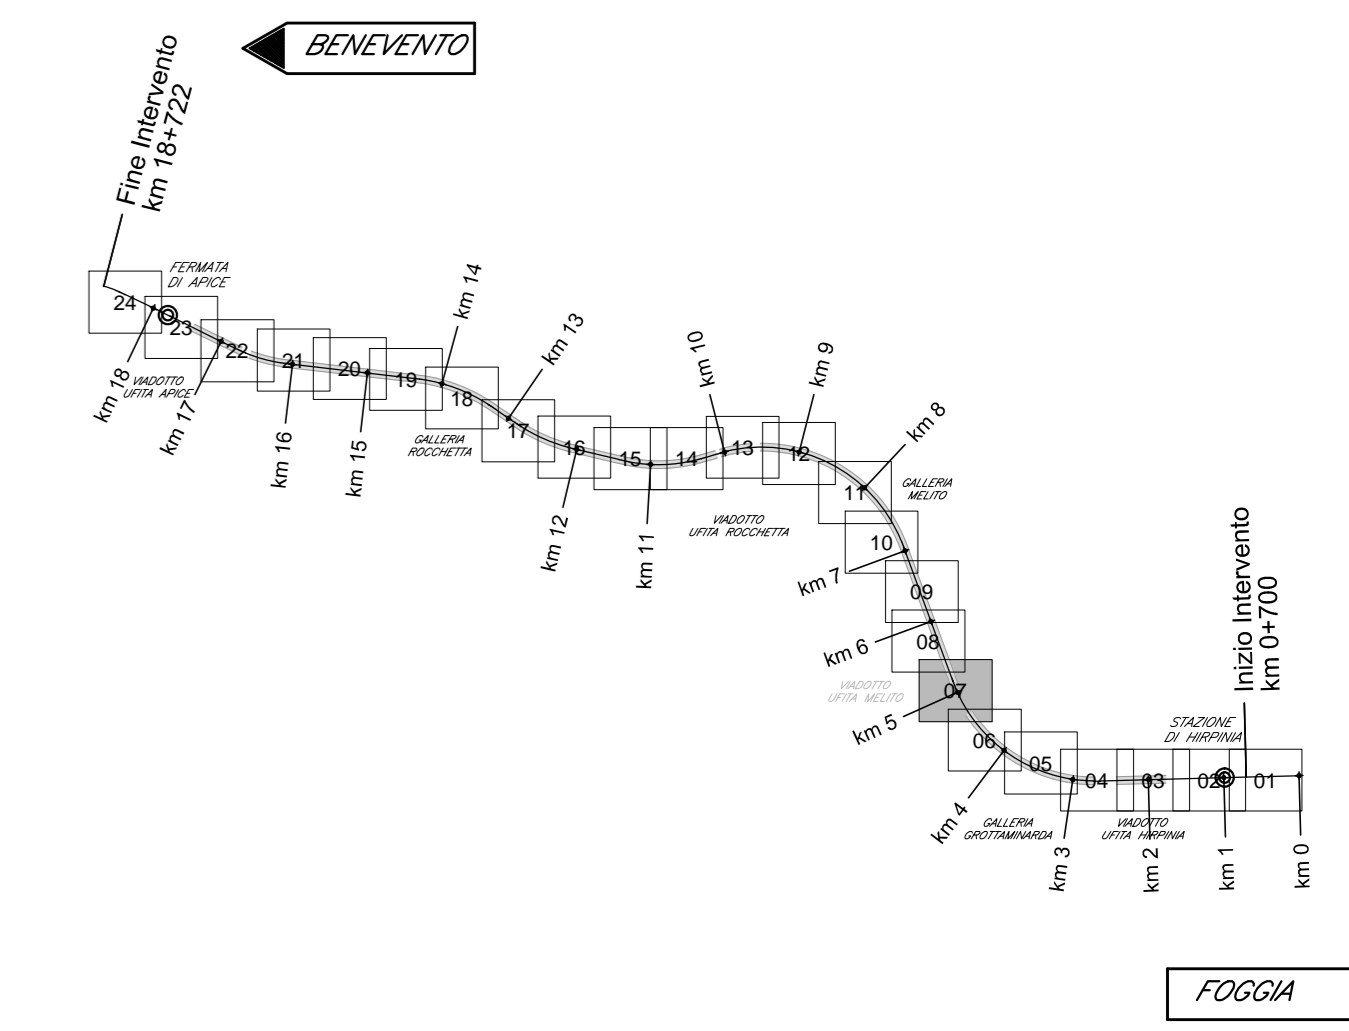 BENEVENTO
Fine Intervento
km 18+722
FERMATA
DI APICE
24
23
22
21
20
19
18
17
16
15
14
13
12
11
10
09
08
07
06
05
04
03
02
01
km 18
VIADOTTO
UFITA APICE
km 17
km 16
km 15
km 14
GALLERIA
ROCCHETTA
km 13
km 12
km 11
VIADOTTO
UFITA ROCCHETTA
km 10
km 9
km 8
GALLERIA
MELITO
km 7
km 6
VIADOTTO
UFITA MELITO
km 5
km 4
GALLERIA
GROTTAMINARDA
km 3
VIADOTTO
UFITA HIRPINIA
km 2
STAZIONE
DI HIRPINIA
km 1
Inizio Intervento
km 0+700
km 0
FOGGIA